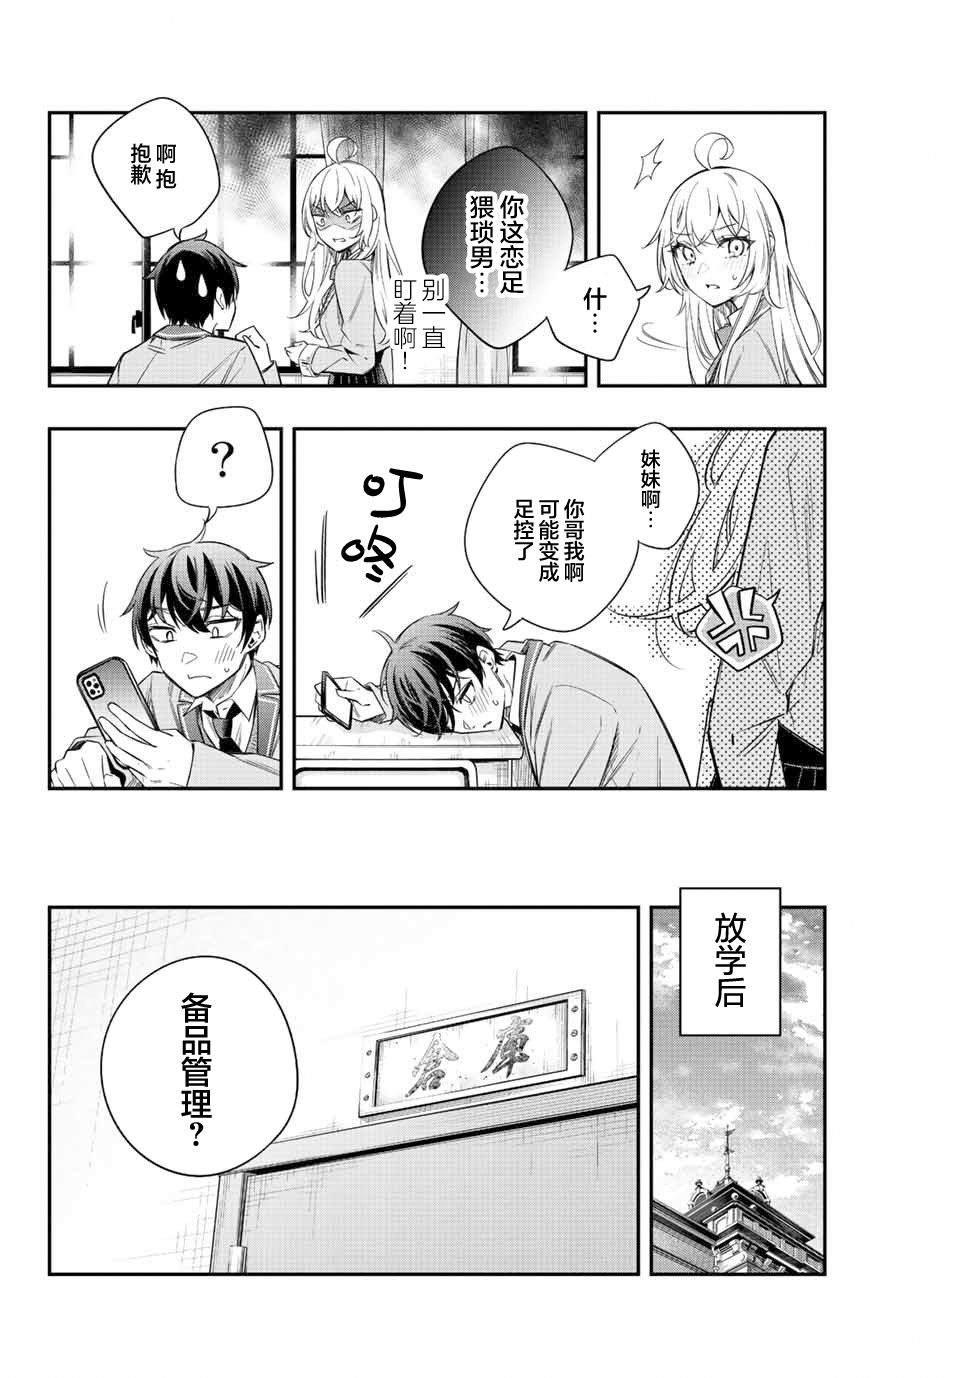 什…
你这恋足
猥琐男…
别一直
盯着啊！
啊抱
抱歉
妹妹啊…
你哥我啊
可能变成
足控了
叮
咚
？
放学后
倉庫
备品管理？